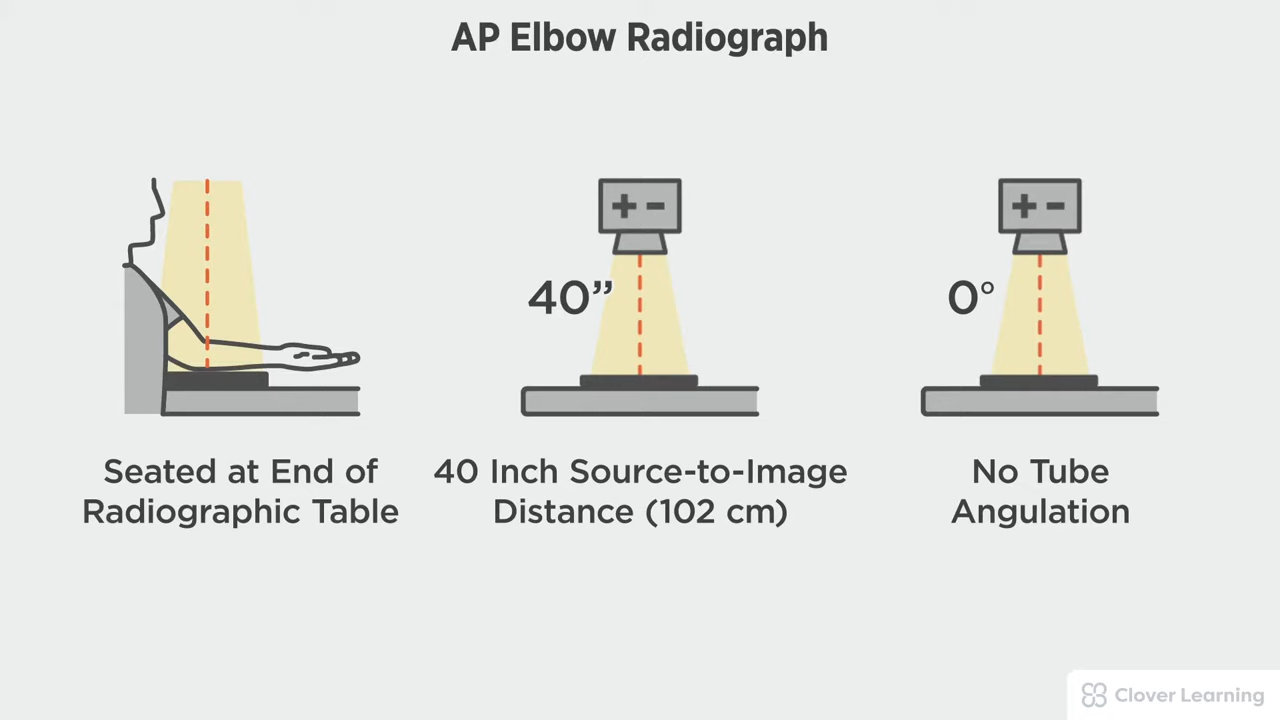 AP Elbow Radiograph
+ -
40”
+ -
0°
Seated at End of
Radiographic Table
40 Inch Source-to-Image
Distance (102 cm)
No Tube
Angulation
Clover Learning